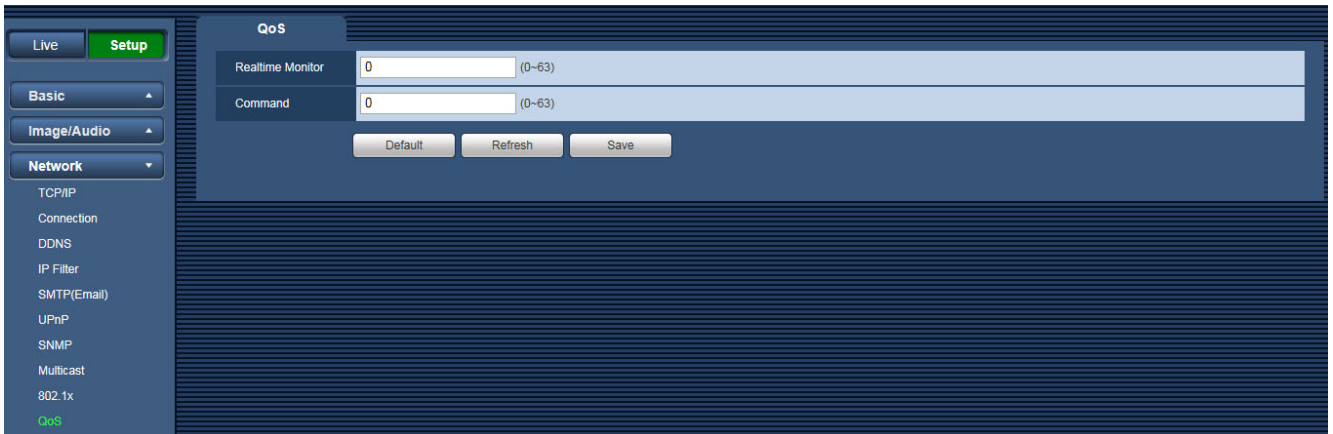 Live Setup
Basic
Image/Audio
Network
TCP/IP
Connection
DDNS
IP Filter
SMTP(Email)
UPnP
SNMP
Multicast
802.1x
QoS
QoS
Realtime Monitor 0 (0~63)
Command 0 (0~63)
Default Refresh Save